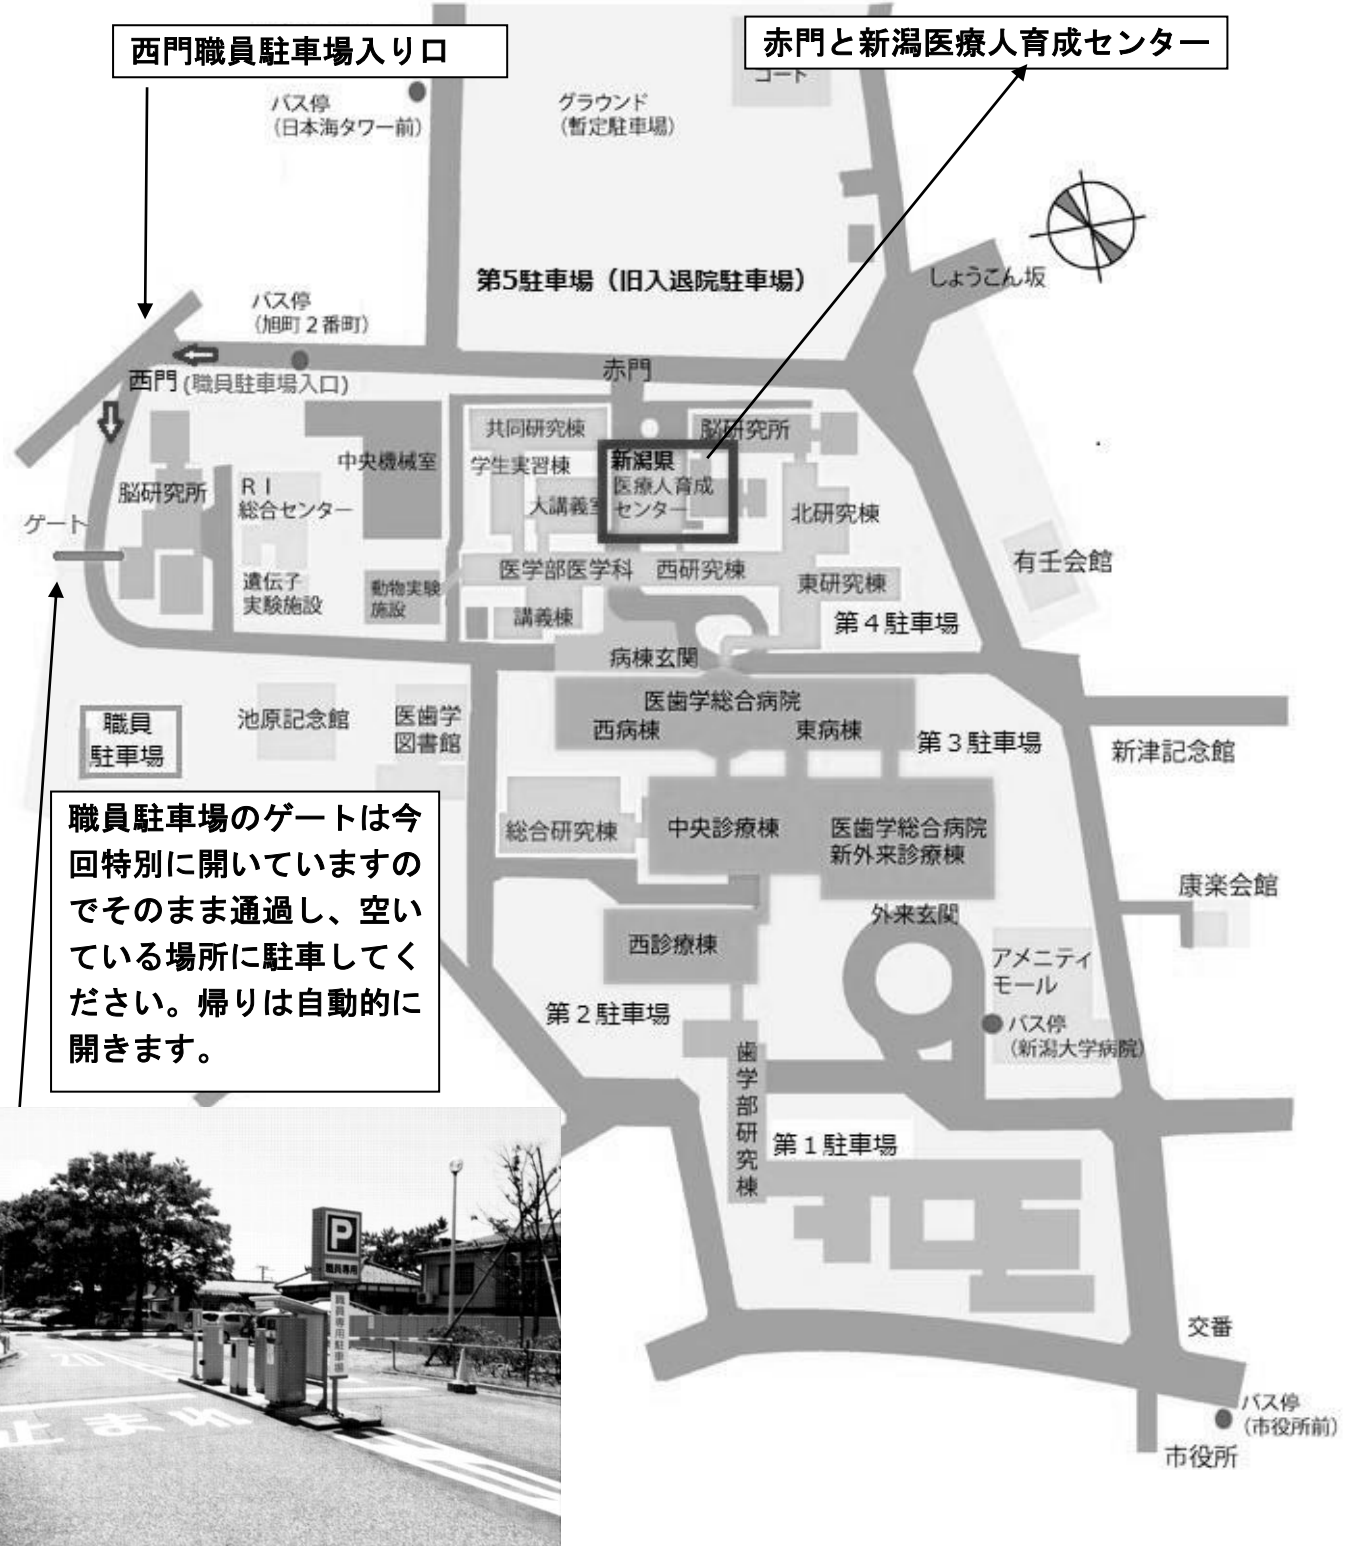 西門職員駐車場入り口
赤門と新潟医療人育成センター
コート
バス停
（日本海タワー前）
グラウンド
（暫定駐車場）
第5駐車場（旧入退院駐車場）
しょうこん坂
バス停
（旭町２番町）
赤門
西門
(職員駐車場入口)
共同研究棟
脳研究所
中央機械室
学生実習棟
新潟県
医療人育成
センター
大講義室
脳研究所
ＲＩ
総合センター
北研究棟
ゲート
有壬会館
医学部医学科
西研究棟
東研究棟
遺伝子
実験施設
動物実験
施設
講義棟
第４駐車場
病棟玄関
医歯学総合病院
西病棟
東病棟
職員
駐車場
池原記念館
医歯学
図書館
第３駐車場
新津記念館
職員駐車場のゲートは今
回特別に開いていますの
でそのまま通過し、空い
ている場所に駐車してく
ださい。帰りは自動的に
開きます。
総合研究棟
中央診療棟
医歯学総合病院
新外来診療棟
康楽会館
外来玄関
西診療棟
アメニティ
モール
第２駐車場
バス停
（新潟大学病院）
歯学部研究棟
第１駐車場
P
職員専用
職員専用駐車場
20
止まれ
交番
バス停
（市役所前）
市役所